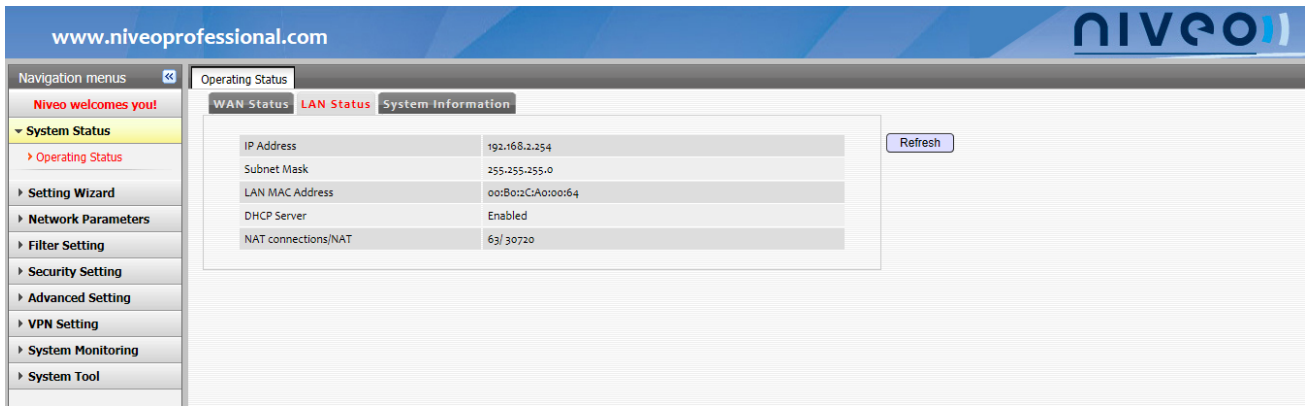 www.niveoprofessional.com
niveo
Navigation menus
Niveo welcomes you!
System Status
Operating Status
Setting Wizard
Network Parameters
Filter Setting
Security Setting
Advanced Setting
VPN Setting
System Monitoring
System Tool
Operating Status
WAN Status LAN Status System Information
IP Address 192.168.2.254
Subnet Mask 255.255.255.0
LAN MAC Address 00:B0:2C:A0:00:64
DHCP Server Enabled
NAT connections/NAT 63/ 30720
Refresh